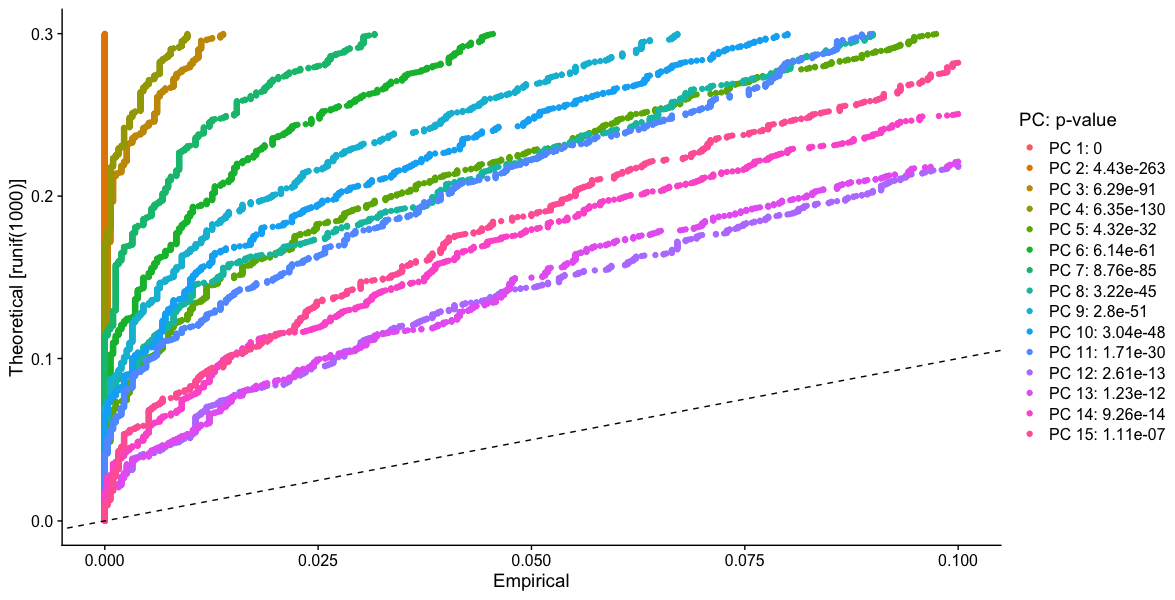 0.3
0.2
0.1
0.0
Theoretical [runif(1000)]
0.000 0.025 0.050 0.075 0.100
Empirical
PC: p-value
PC 1: 0
PC 2: 4.43e-263
PC 3: 6.29e-91
PC 4: 6.35e-130
PC 5: 4.32e-32
PC 6: 6.14e-61
PC 7: 8.76e-85
PC 8: 3.22e-45
PC 9: 2.8e-51
PC 10: 3.04e-48
PC 11: 1.71e-30
PC 12: 2.61e-13
PC 13: 1.23e-12
PC 14: 9.26e-14
PC 15: 1.11e-07